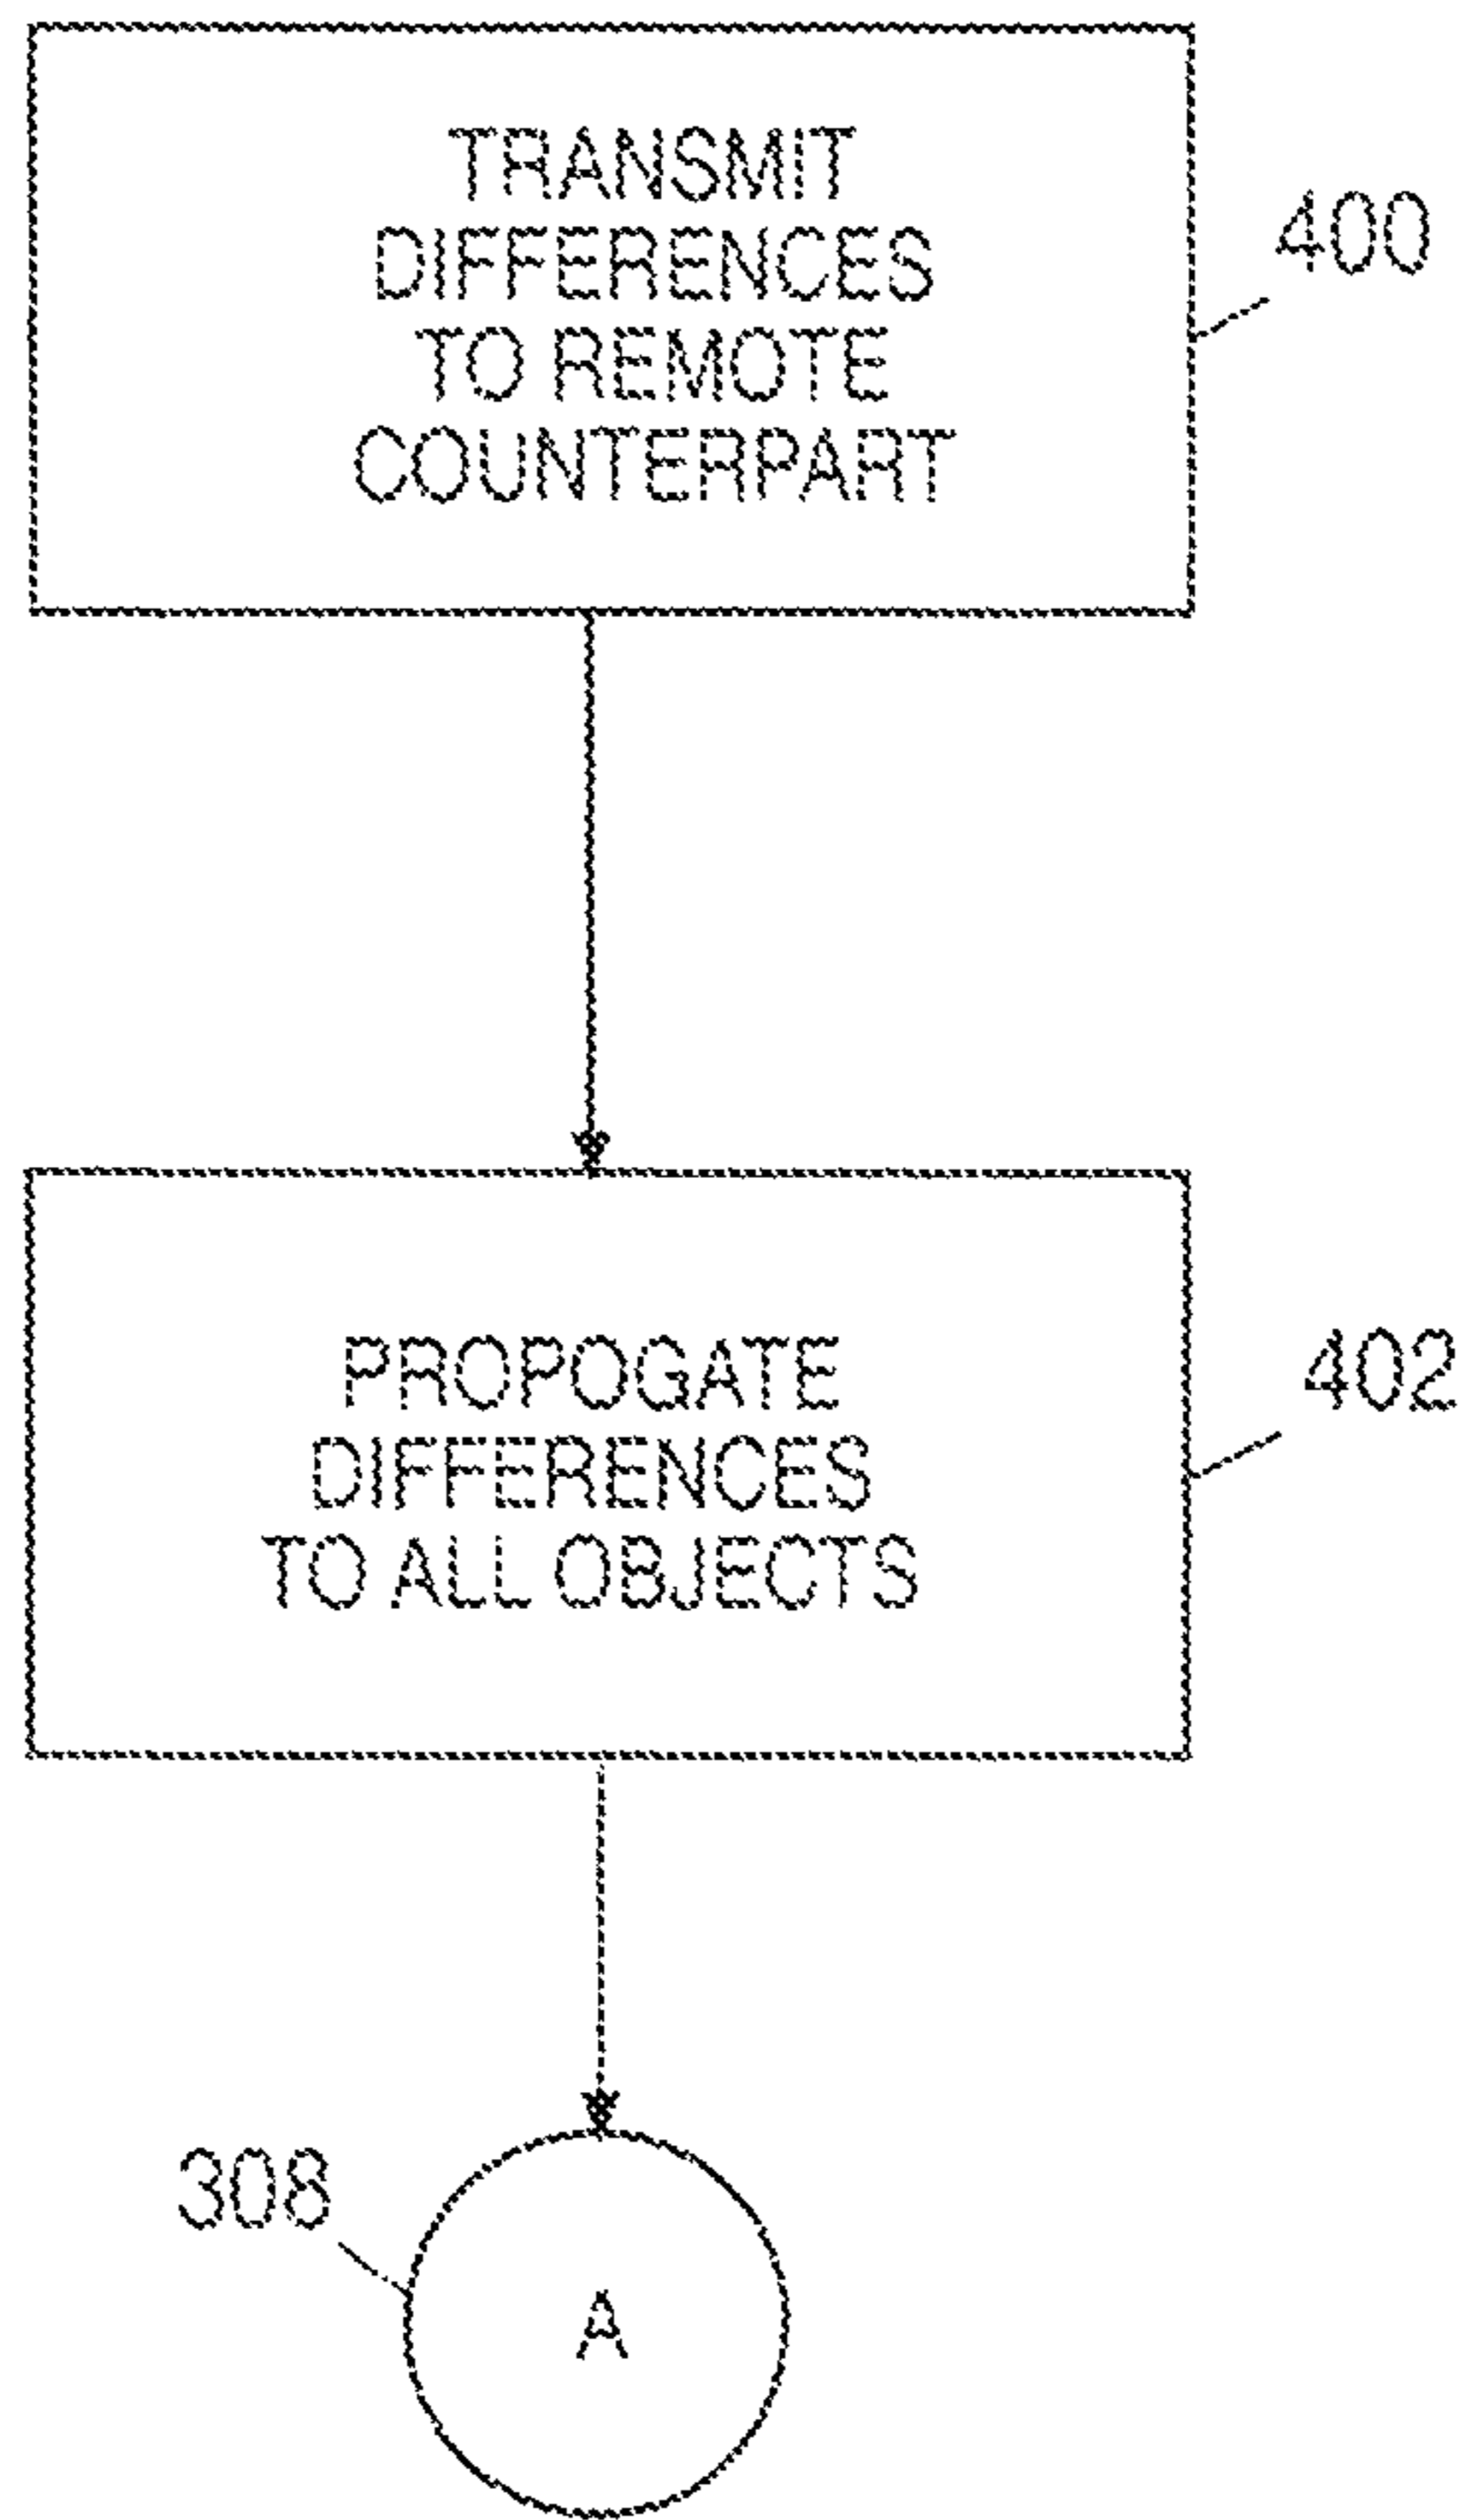 TRANSMIT
DIFFERENCES
TO REMOTE
COUNTERPART
400
PROPOGATE
DIFFERENCES
TO ALL OBJECTS
402
308
A